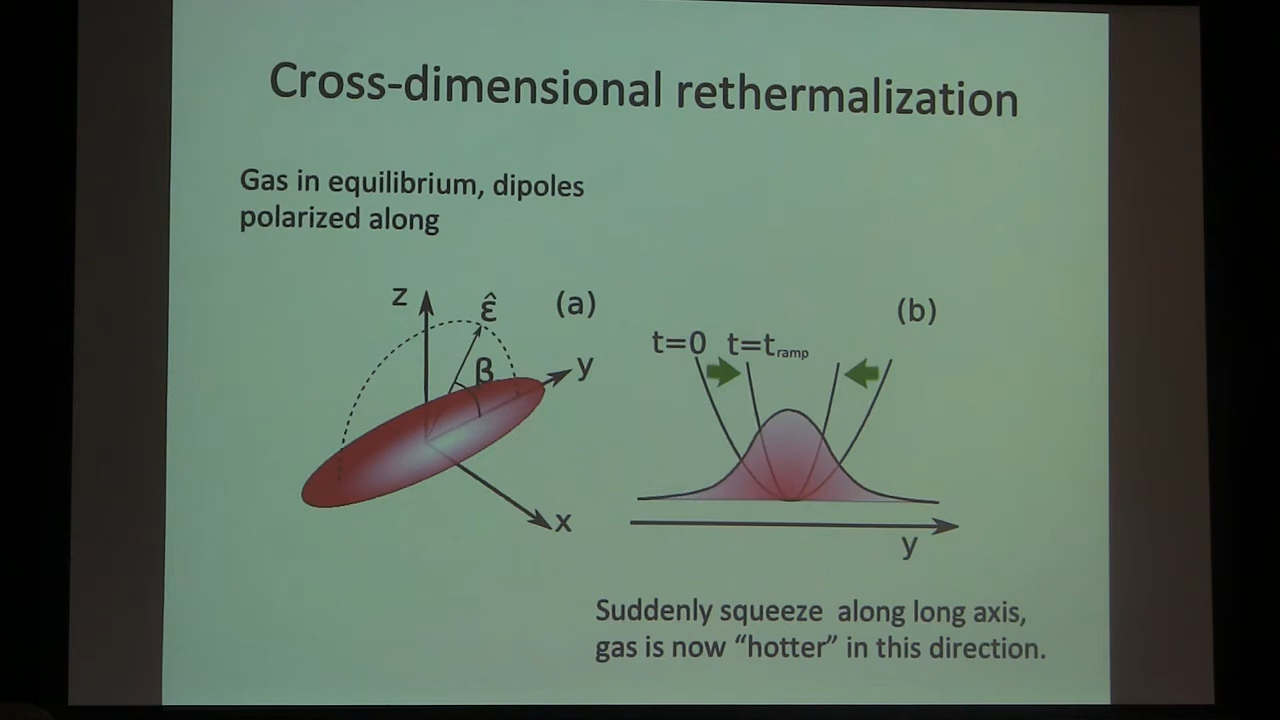 Cross-dimensional rethermalization
Gas in equilibrium, dipoles
polarized along
z
ε̂
(a)
β
y
x
(b)
t=0 t=tramp
y
Suddenly squeeze along long axis,
gas is now “hotter” in this direction.